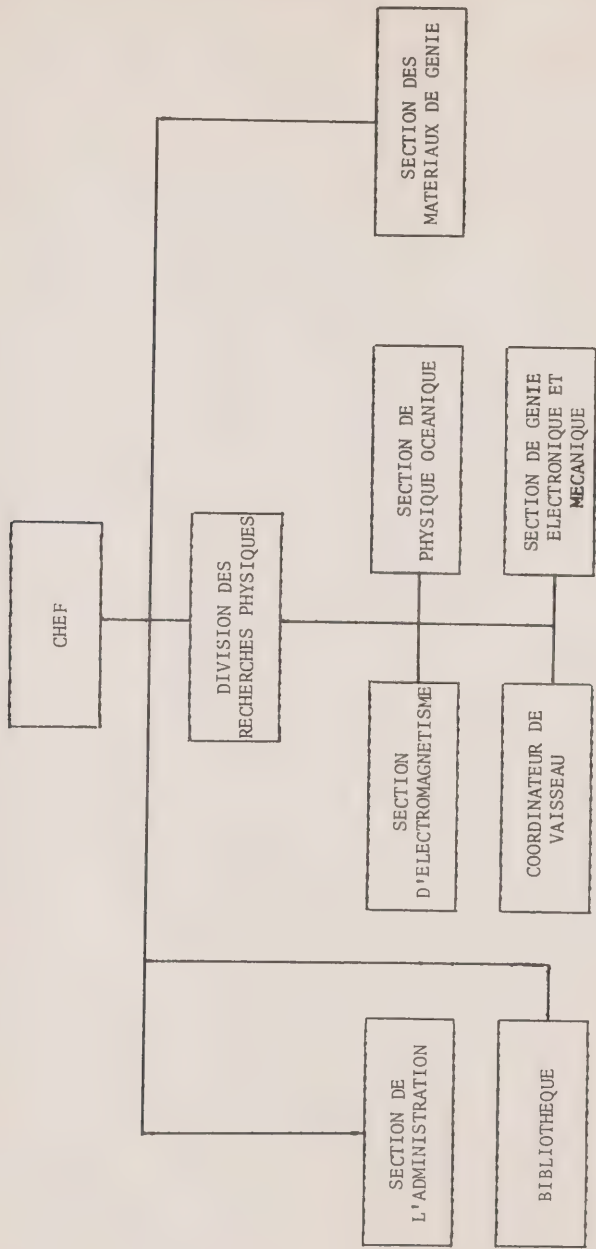 CHEF
DIVISION DES
RECHERCHES PHYSIQUES
SECTION DE
L'ADMINISTRATION
SECTION
D'ELECTROMAGNETISME
SECTION DE
PHYSIQUE OCEANIQUE
SECTION DES
MATERIAUX DE GENIE
BIBLIOTHEQUE
COORDINATEUR DE
VAISSEAU
SECTION DE GENIE
ELECTRONIQUE ET
MECANIQUE